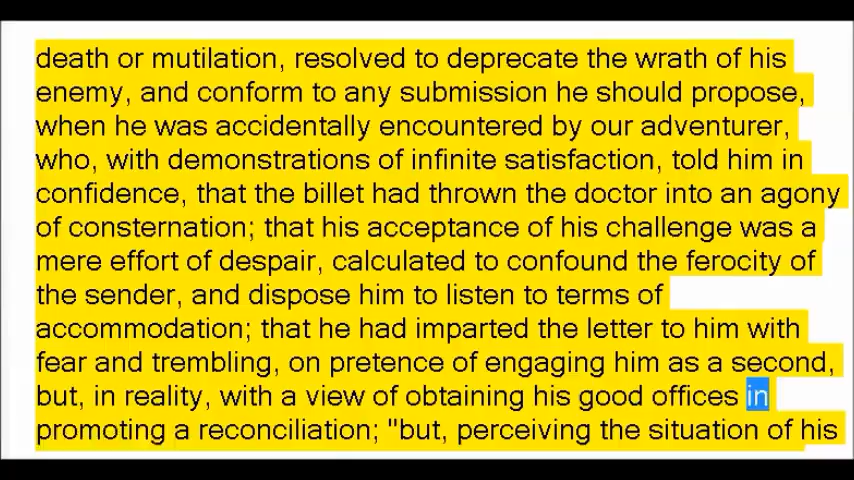 death or mutilation, resolved to deprecate the wrath of his
enemy, and conform to any submission he should propose,
when he was accidentally encountered by our adventurer,
who, with demonstrations of infinite satisfaction, told him in
confidence, that the billet had thrown the doctor into an agony
of consternation; that his acceptance of his challenge was a
mere effort of despair, calculated to confound the ferocity of
the sender, and dispose him to listen to terms of
accommodation; that he had imparted the letter to him with
fear and trembling, on pretence of engaging him as a second,
but, in reality, with a view of obtaining his good offices in
promoting a reconciliation; "but, perceiving the situation of his